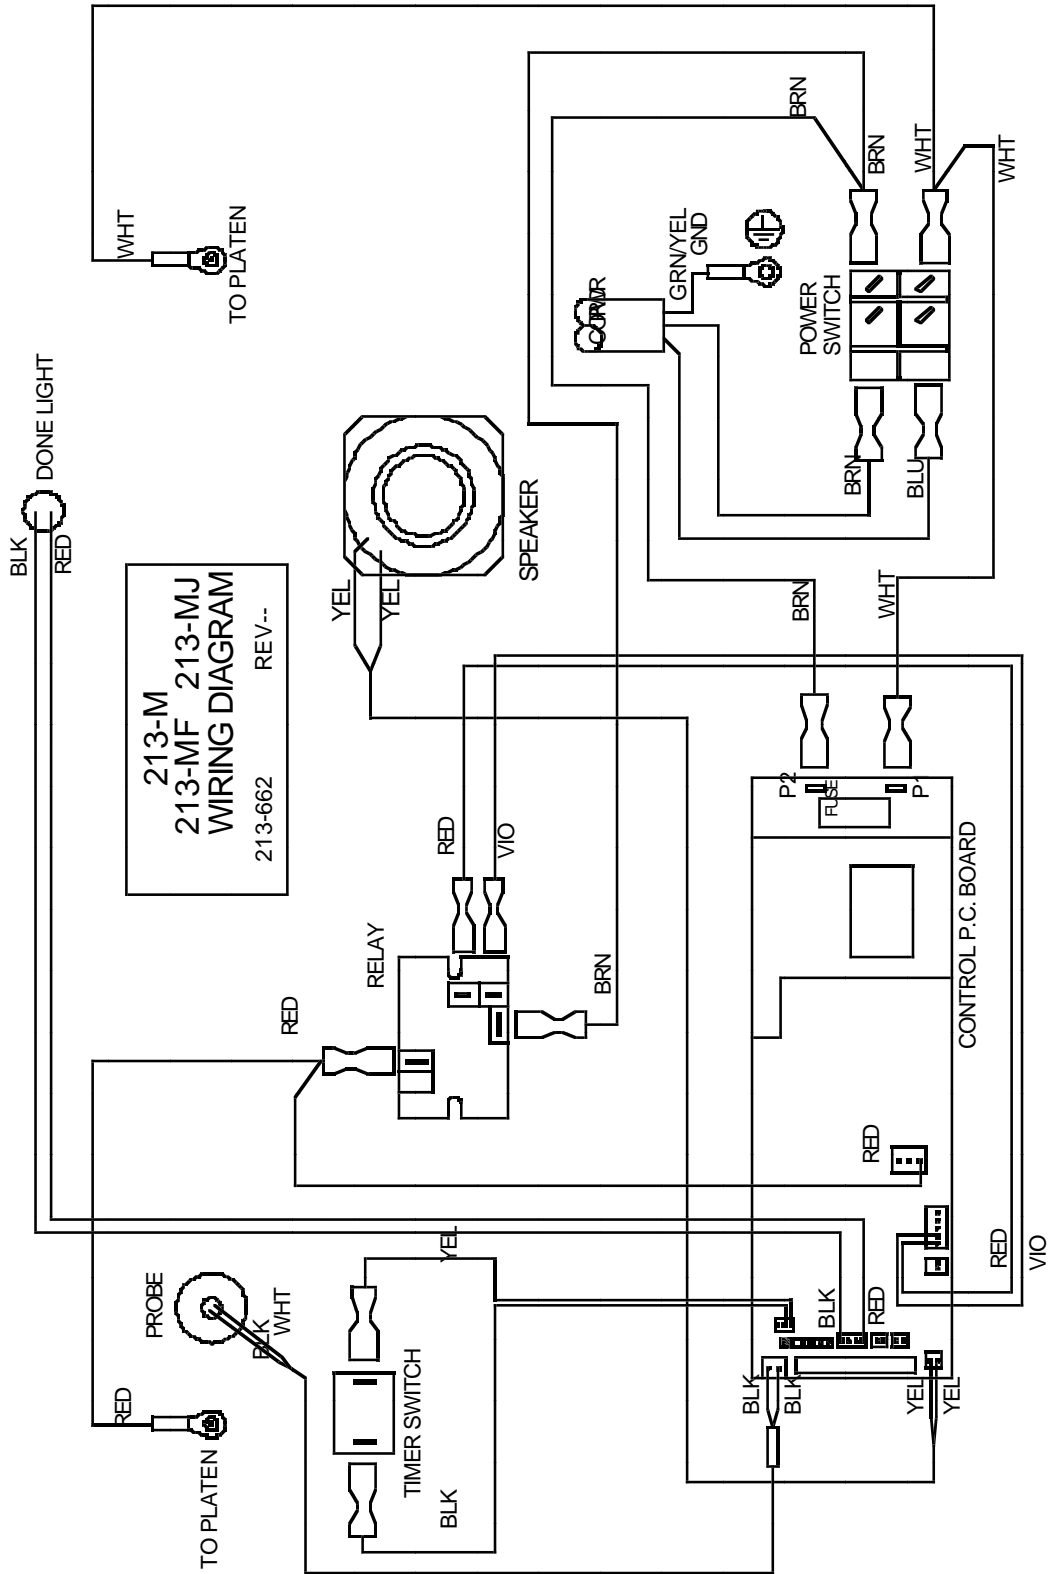 213-M
213-MF 213-MJ
WIRING DIAGRAM
213-662 REV--
TO PLATEN
RED
PROBE
BLK
WHT
TIMER SWITCH
YEL
BLK
BLK
RED
DONE LIGHT
RED
RELAY
RED
VIO
BRN
YEL
YEL
SPEAKER
WHT
TO PLATEN
GRN/YEL
GND
BRN
BRN
WHT
WHT
POWER
SWITCH
BRN
BLU
BRN
WHT
P2
FUSE
P1
CONTROL P.C. BOARD
RED
RED
VIO
BLK
RED
BLK
BLK
YEL
YEL